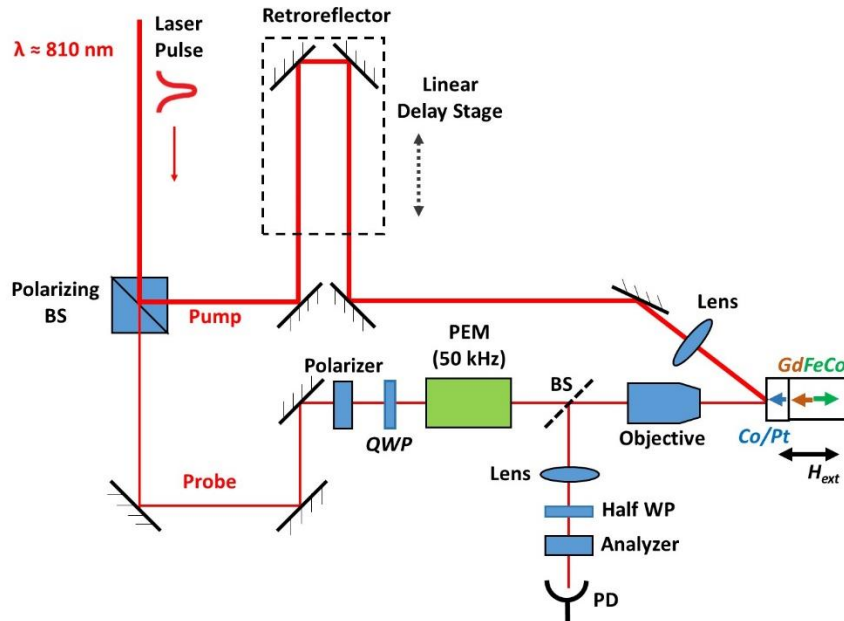 Laser
Pulse
λ ≈ 810 nm
Retroreflector
Linear
Delay Stage
Polarizing
BS
Pump
Lens
PEM
(50 kHz)
Polarizer
BS
GdFeCo
QWP
Objective
Co/Pt
Hext
Probe
Lens
Half WP
Analyzer
PD